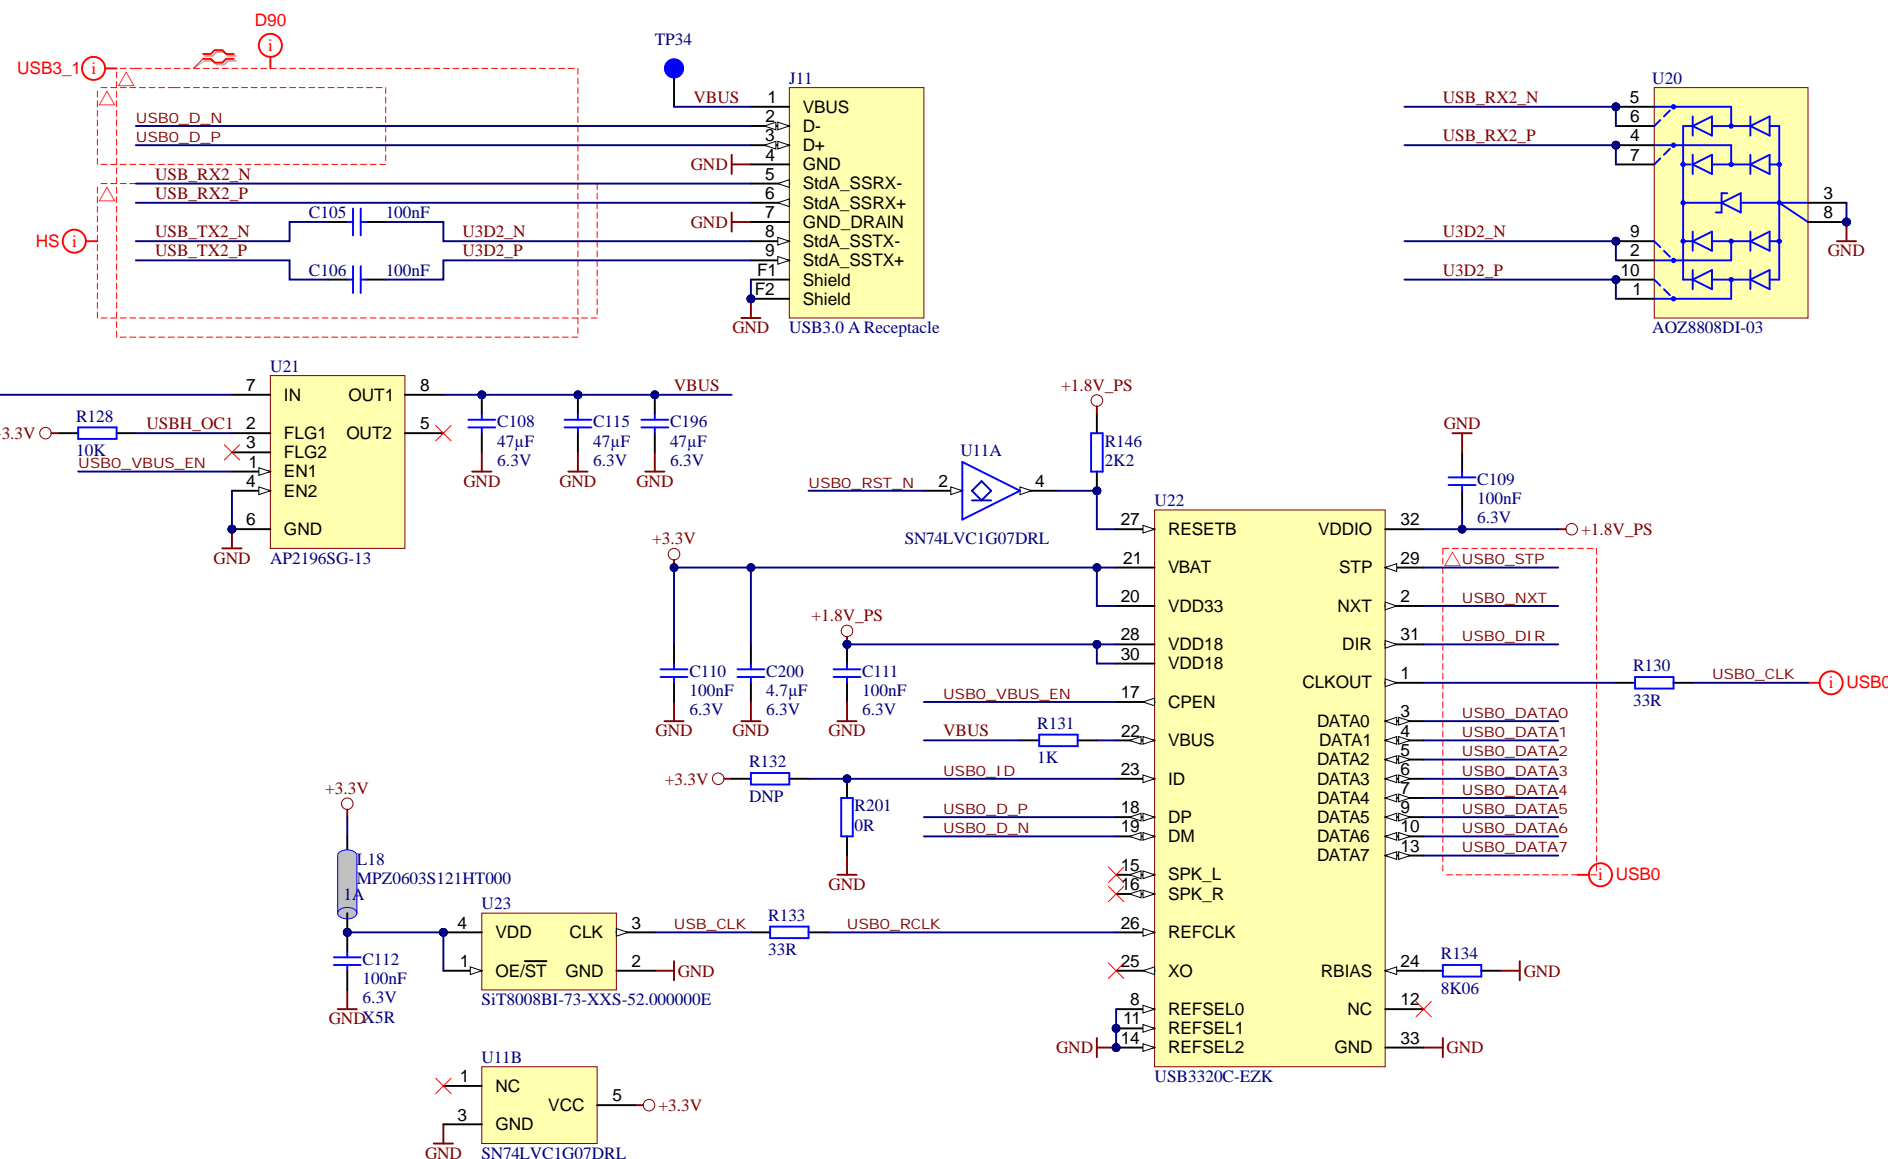 D90
USB3_1 i
i
TP34
J11
U20
VBUS 1 VBUS
USB0_D_N 2 D-
USB0_D_P 3 D+
GND 4 GND
USB_RX2_N 5 StdA_SSRX-
USB_RX2_P 6 StdA_SSRX+
C105 100nF GND 7 GND_DRAIN
HS i
USB_TX2_N U3D2_N 8 StdA_SSTX-
USB_TX2_P U3D2_P 9 StdA_SSTX+
C106 100nF F1 Shield
F2 Shield
GND
USB3.0 A Receptacle
USB_RX2_N 5
6
USB_RX2_P 4
7
3
8
GND
U3D2_N 9
2
U3D2_P 10
1
AOZ8808DI-03
U21
7 IN OUT1 8 VBUS
R128
3.3V USBH_OC1 2 FLG1 OUT2 5
10K 3 FLG2
USB0_VBUS_EN 1 EN1
4 EN2
6 GND
GND
AP2196SG-13
C108
47µF
6.3V
GND
C115
47µF
6.3V
GND
C196
47µF
6.3V
GND
+1.8V_PS
R146
2K2
U11A
USB0_RST_N 2 4
SN74LVC1G07DRL
GND
C109
100nF
6.3V
U22
27 RESETB VDDIO 32 +1.8V_PS
+3.3V
21 VBAT STP 29 USB0_STP
20 VDD33 NXT 2 USB0_NXT
+1.8V_PS
28 VDD18 DIR 31 USB0_DIR
30 VDD18
C110
100nF
6.3V
GND
C200
4.7µF
6.3V
GND
C111
100nF
6.3V
GND
CLKOUT 1 R130 USB0_CLK i USB0
33R
USB0_VBUS_EN 17 CPEN
DATA0 3 USB0_DATA0
VBUS R131 22 VBUS DATA1 4 USB0_DATA1
1K
DATA2 5 USB0_DATA2
+3.3V R132 USB0_ID 23 ID DATA3 6 USB0_DATA3
DNP
DATA4 7 USB0_DATA4
R201
0R
GND
USB0_D_P 18 DP DATA5 9 USB0_DATA5
USB0_D_N 19 DM DATA6 10 USB0_DATA6
DATA7 13 USB0_DATA7
15 SPK_L i USB0
16 SPK_R
+3.3V
L18
MPZ0603S121HT000
1A
U23
4 VDD CLK 3 USB_CLK R133 USB0_RCLK 26 REFCLK
33R
1 OE/ST GND 2 GND
25 XO RBIAS 24 R134 GND
8K06
C112
100nF
6.3V
X5R
GND
SiT8008BI-73-XXS-52.000000E
8 REFSEL0 NC 12
11 REFSEL1
GND 14 REFSEL2 GND 33 GND
USB3320C-EZK
U11B
1 NC
VCC 5 +3.3V
3 GND
GND
SN74LVC1G07DRL